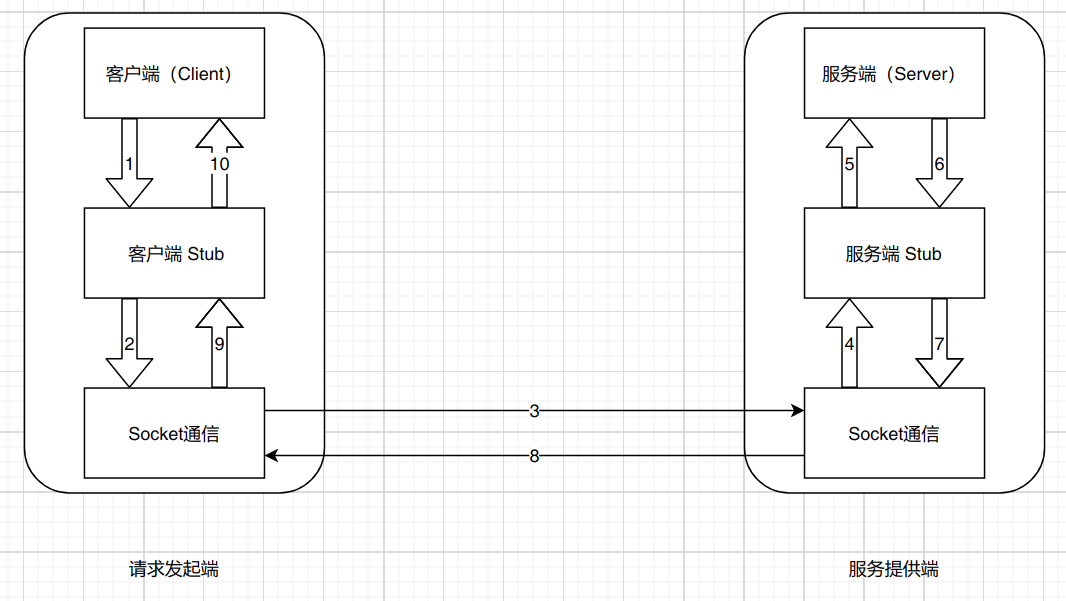 客户端（Client）
服务端（Server）
1
10
5
6
客户端 Stub
服务端 Stub
2
9
4
7
Socket通信
3
8
Socket通信
请求发起端
服务提供端